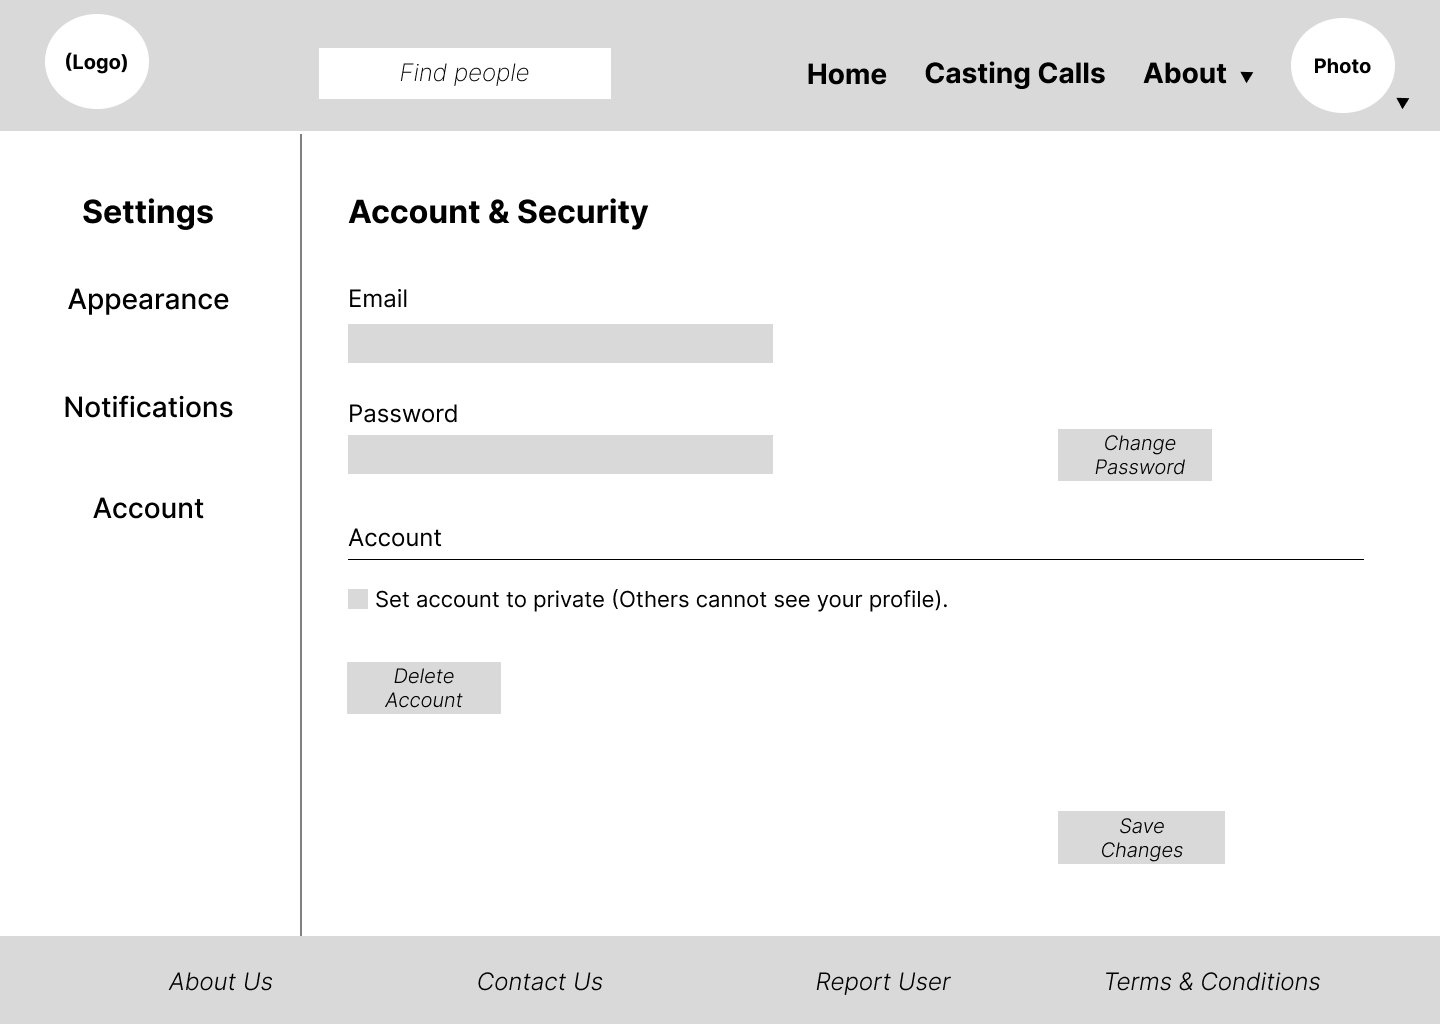 (Logo)
Find people
Home
Casting Calls
About ▼
Photo
▼
Settings
Appearance
Notifications
Account
Account & Security
Email
Password
Change
Password
Account
Set account to private (Others cannot see your profile).
Delete
Account
Save
Changes
About Us
Contact Us
Report User
Terms & Conditions